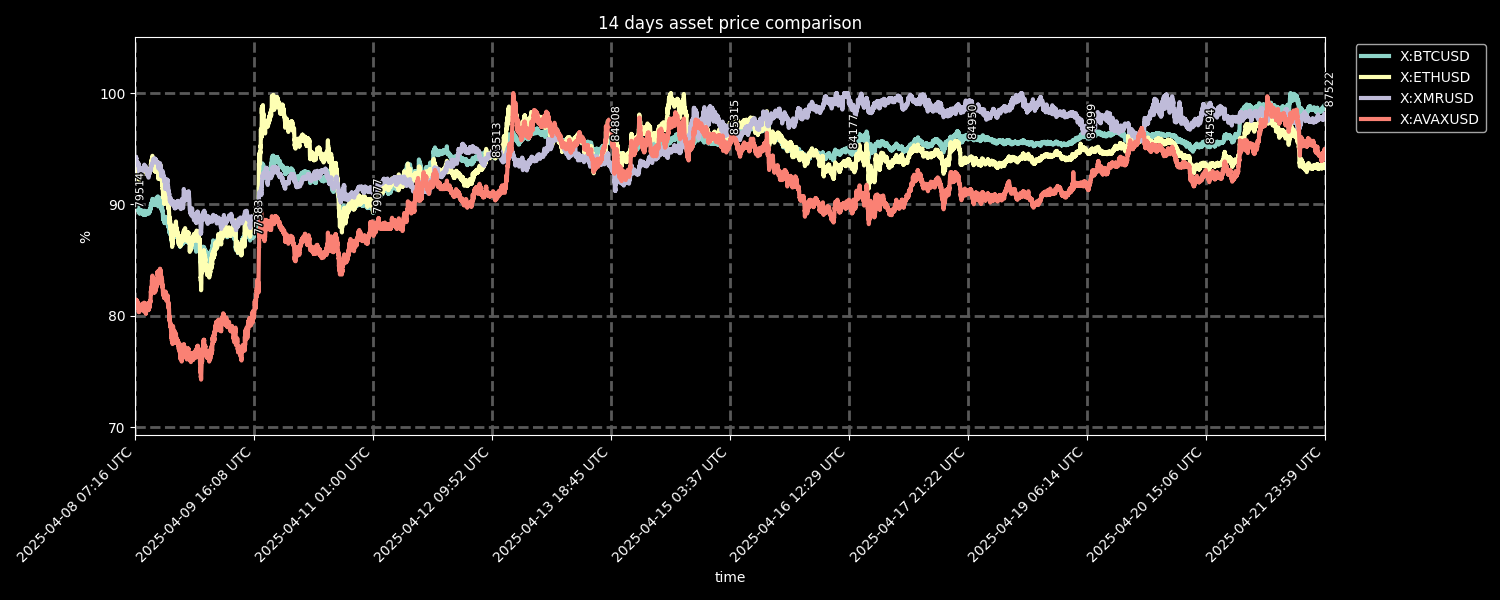 14 days asset price comparison
X:BTCUSD
X:ETHUSD
X:XMRUSD
X:AVAXUSD
%
100
90
80
70
79514
77383
79077
83513
84808
85315
84177
84950
84999
84594
87522
2025-04-08 07:16 UTC
2025-04-09 16:08 UTC
2025-04-11 01:00 UTC
2025-04-12 09:52 UTC
2025-04-13 18:45 UTC
2025-04-15 03:37 UTC
2025-04-16 12:29 UTC
2025-04-17 21:22 UTC
2025-04-19 06:14 UTC
2025-04-20 15:06 UTC
2025-04-21 23:59 UTC
time